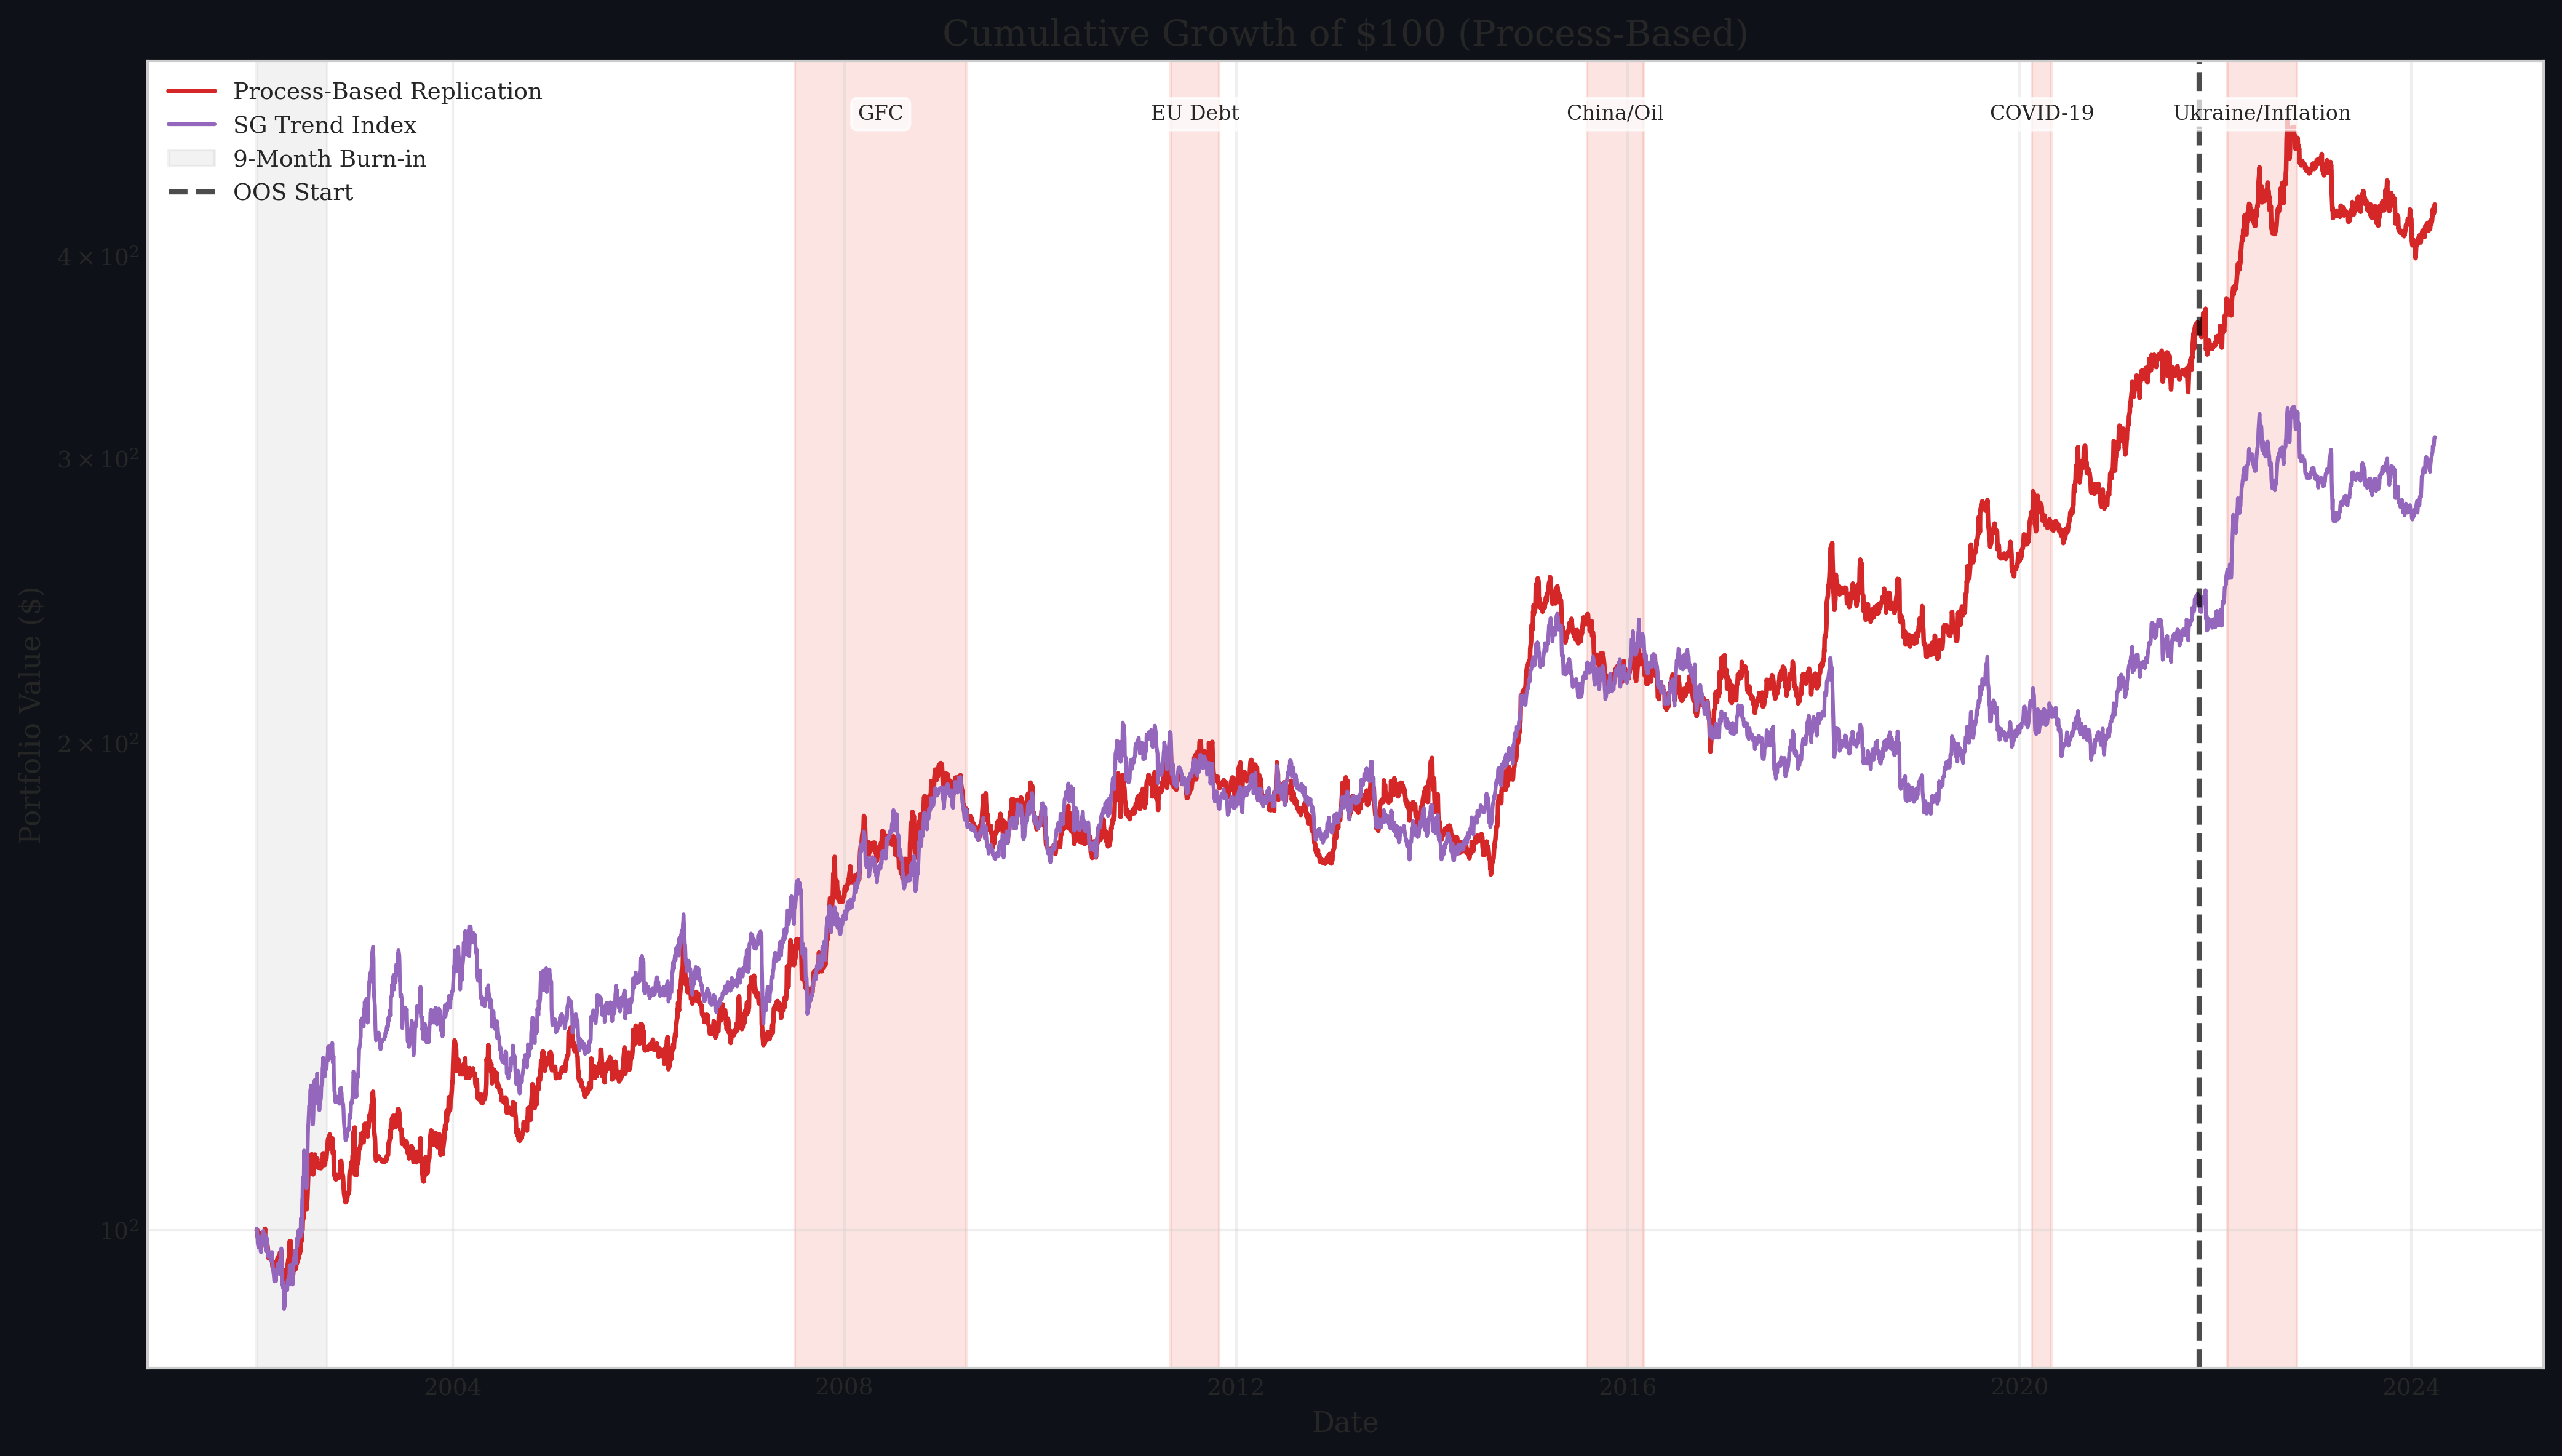 Cumulative Growth of $100 (Process-Based)
Process-Based Replication
SG Trend Index
9-Month Burn-in
OOS Start
GFC
EU Debt
China/Oil
COVID-19
Ukraine/Inflation
4 × 10²
3 × 10²
2 × 10²
10²
Portfolio Value ($)
2004
2008
2012
2016
2020
2024
Date